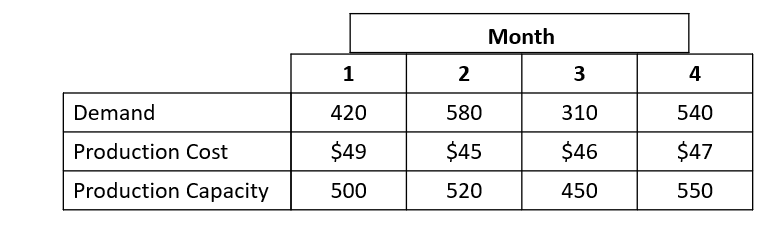 Month
1 2 3 4
Demand 420 580 310 540
Production Cost $49 $45 $46 $47
Production Capacity 500 520 450 550